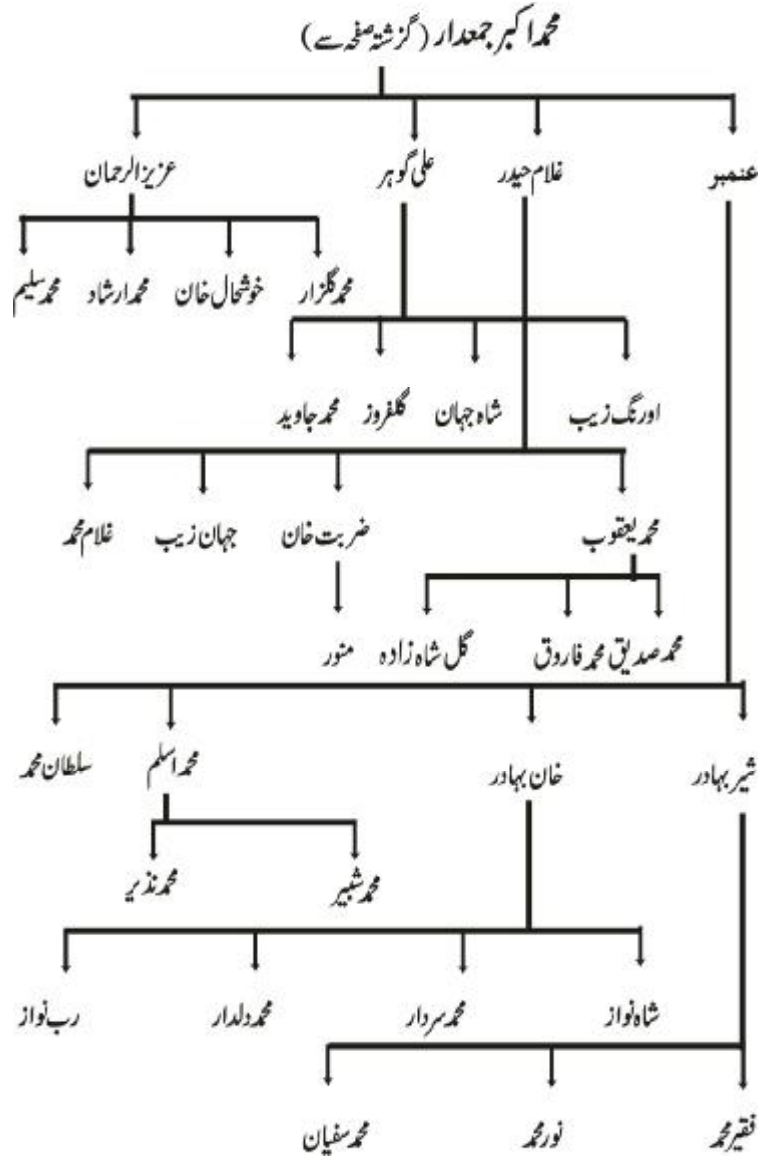 محمد اکبر جمعدار (گزشتہ صفحہ سے)
عنمبر غلام حیدر علی گوہر عزیز الرحمان
محمد گلزار خوشحال خان محمد ارشاد محمد سلیم
اورنگ زیب شاہ جہان گلفروز محمد جاوید
محمد یعقوب ضربت خان جہان زیب غلام محمد
محمد صدیق محمد فاروق گل شاہ زادہ منور
شیر بہادر خان بہادر محمد اسلم سلطان محمد
محمد شبیر محمد نذیر
شاہ نواز محمد سردار محمد دلدار رب نواز
فقیر محمد نور محمد محمد سفیان